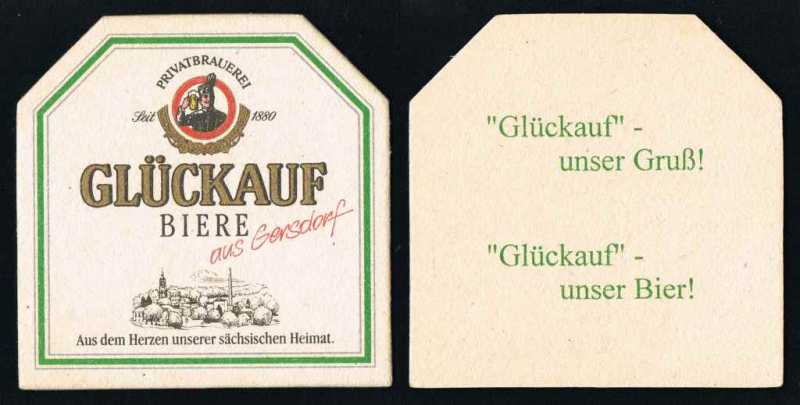 PRIVATBRAUEREI
Seit 1880
GLÜCKAUF
BIERE
aus Gersdorf
Aus dem Herzen unserer sächsischen Heimat.
"Glückauf" -
unser Gruß!
"Glückauf" -
unser Bier!